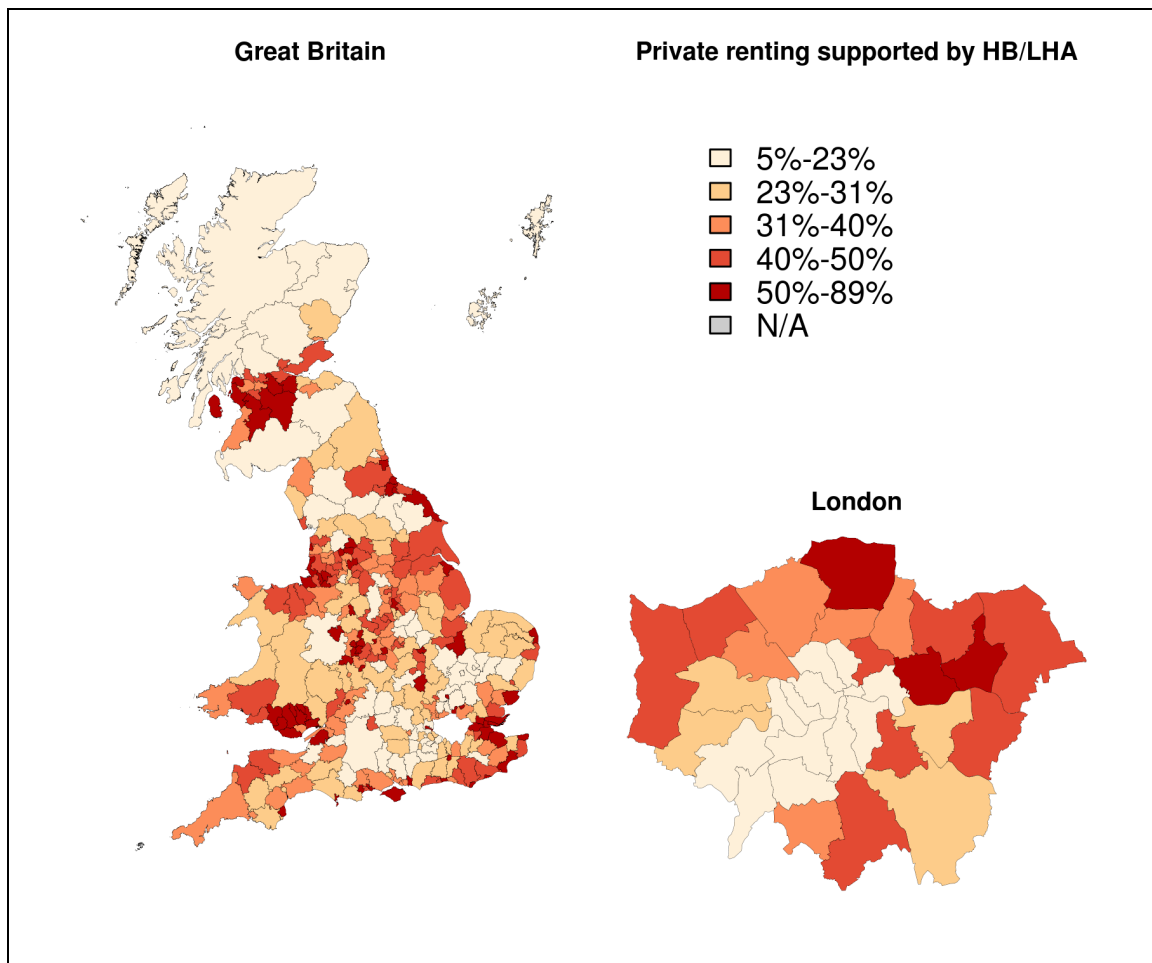 Great Britain
Private renting supported by HB/LHA
5%-23%
23%-31%
31%-40%
40%-50%
50%-89%
N/A
London